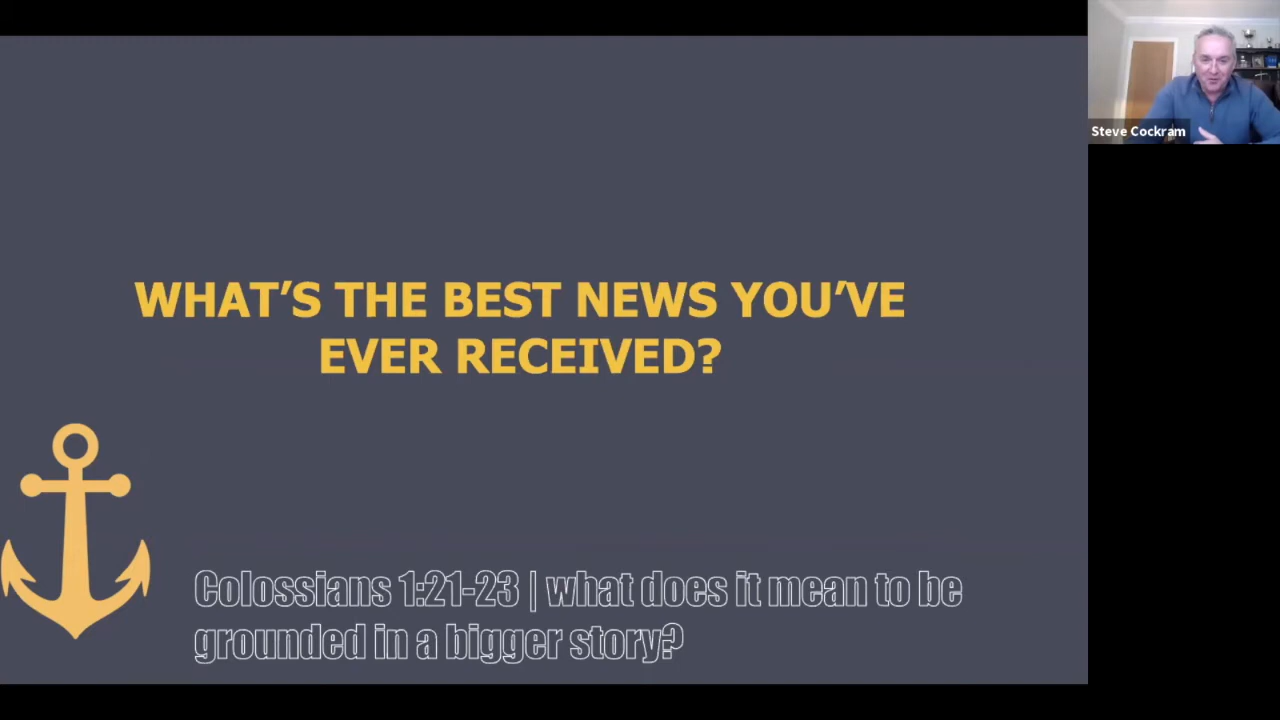 Steve Cockram
WHAT’S THE BEST NEWS YOU’VE
EVER RECEIVED?
Colossians 1:21-23 | what does it mean to be
grounded in a bigger story?